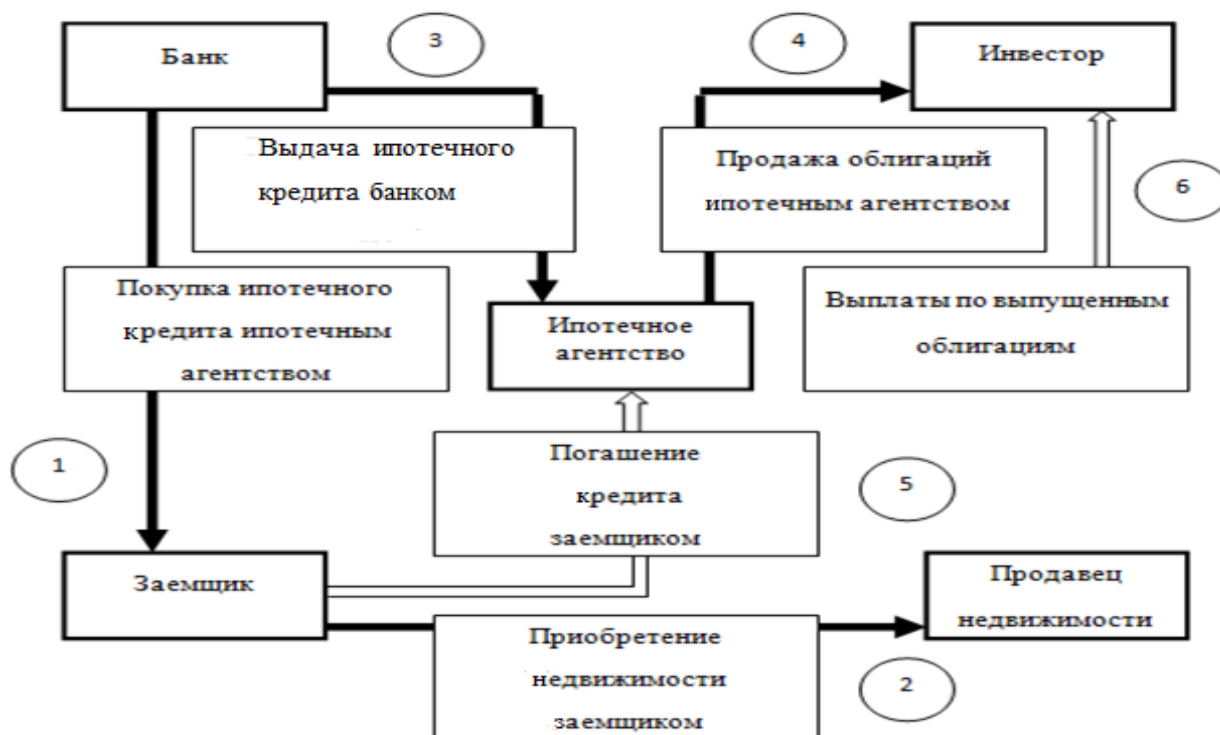 Банк
3
4
Инвестор
Выдача ипотечного
кредита банком
Продажа облигаций
ипотечным агентством
6
Покупка ипотечного
кредита ипотечным
агентством
Ипотечное
агентство
Выплаты по выпущенным
облигациям
1
Погашение
кредита
заемщиком
5
Заемщик
Продавец
недвижимости
Приобретение
недвижимости
заемщиком
2